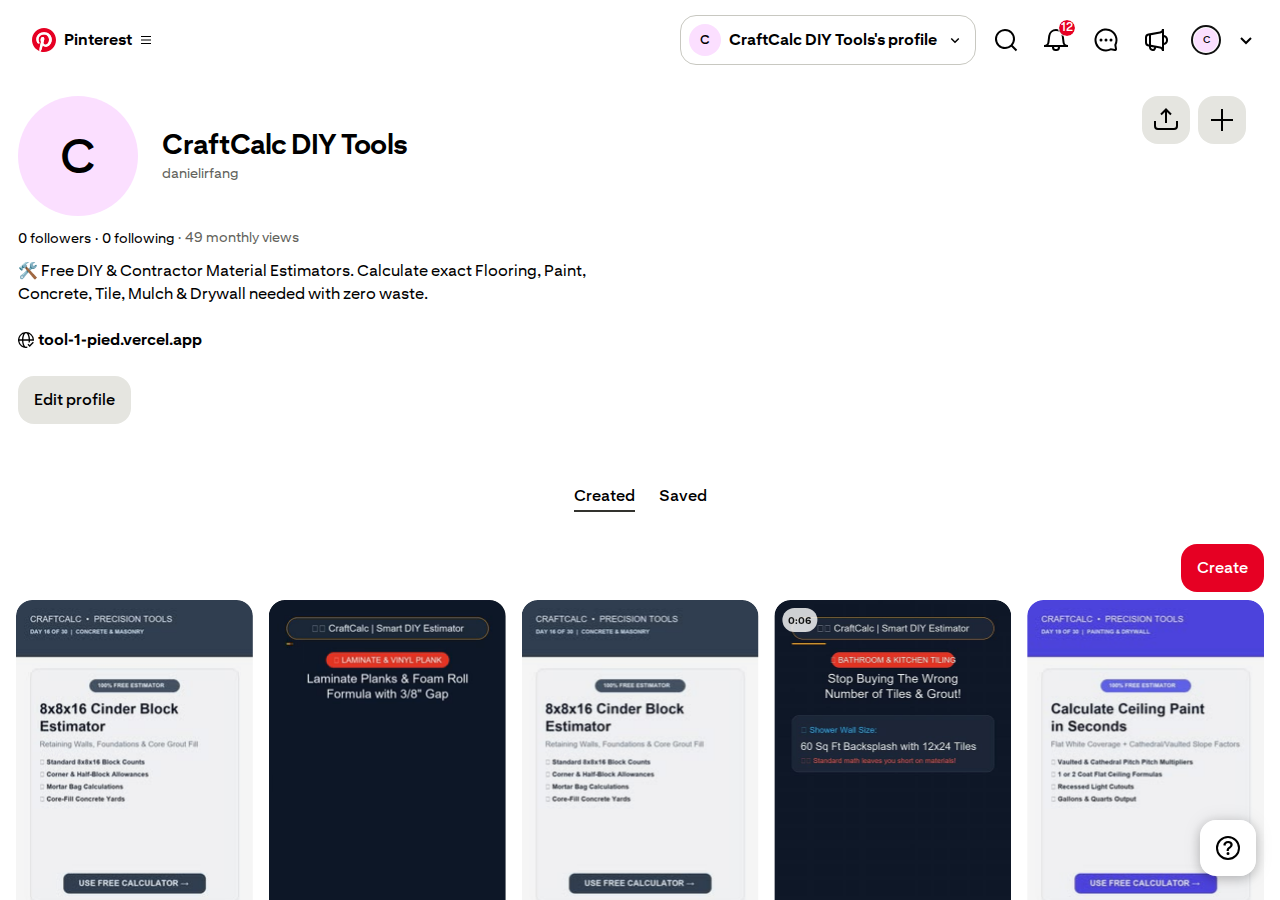 Pinterest
C CraftCalc DIY Tools's profile
12
C
C
CraftCalc DIY Tools
danielirfang
0 followers · 0 following · 49 monthly views
🛠️ Free DIY & Contractor Material Estimators. Calculate exact Flooring, Paint,
Concrete, Tile, Mulch & Drywall needed with zero waste.
tool-1-pied.vercel.app
Edit profile
Created Saved
Create
CRAFTCALC • PRECISION TOOLS
DAY 16 OF 30 | CONCRETE & MASONRY
100% FREE ESTIMATOR
8x8x16 Cinder Block
Estimator
Retaining Walls, Foundations & Core Grout Fill
Standard 8x8x16 Block Counts
Corner & Half-Block Allowances
Mortar Bag Calculations
Core-Fill Concrete Yards
USE FREE CALCULATOR →
CraftCalc | Smart DIY Estimator
LAMINATE & VINYL PLANK
Laminate Planks & Foam Roll
Formula with 3/8" Gap
CRAFTCALC • PRECISION TOOLS
DAY 16 OF 30 | CONCRETE & MASONRY
100% FREE ESTIMATOR
8x8x16 Cinder Block
Estimator
Retaining Walls, Foundations & Core Grout Fill
Standard 8x8x16 Block Counts
Corner & Half-Block Allowances
Mortar Bag Calculations
Core-Fill Concrete Yards
USE FREE CALCULATOR →
0:06
CraftCalc | Smart DIY Estimator
BATHROOM & KITCHEN TILING
Stop Buying The Wrong
Number of Tiles & Grout!
Shower Wall Size:
60 Sq Ft Backsplash with 12x24 Tiles
Standard math leaves you short on materials!
CRAFTCALC • PRECISION TOOLS
DAY 19 OF 30 | PAINTING & DRYWALL
100% FREE ESTIMATOR
Calculate Ceiling Paint
in Seconds
Flat White Coverage + Cathedral/Vaulted Slope Factors
Vaulted & Cathedral Pitch Pitch Multipliers
1 or 2 Coat Flat Ceiling Formulas
Recessed Light Cutouts
Gallons & Quarts Output
USE FREE CALCULATOR →